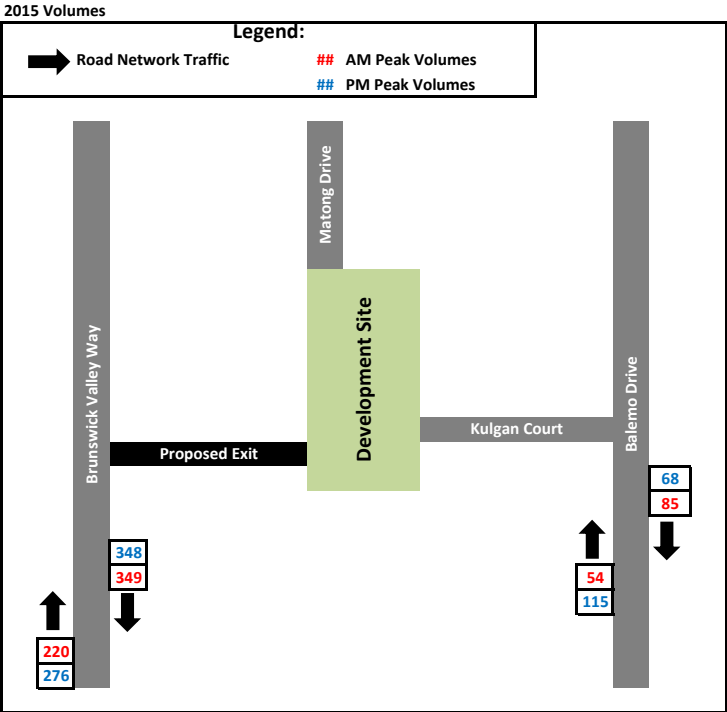 2015 Volumes
Legend:
Road Network Traffic
## AM Peak Volumes
## PM Peak Volumes
Matong Drive
Development Site
Brunswick Valley Way
Balemo Drive
Kulgan Court
Proposed Exit
68
85
348
349
54
115
220
276